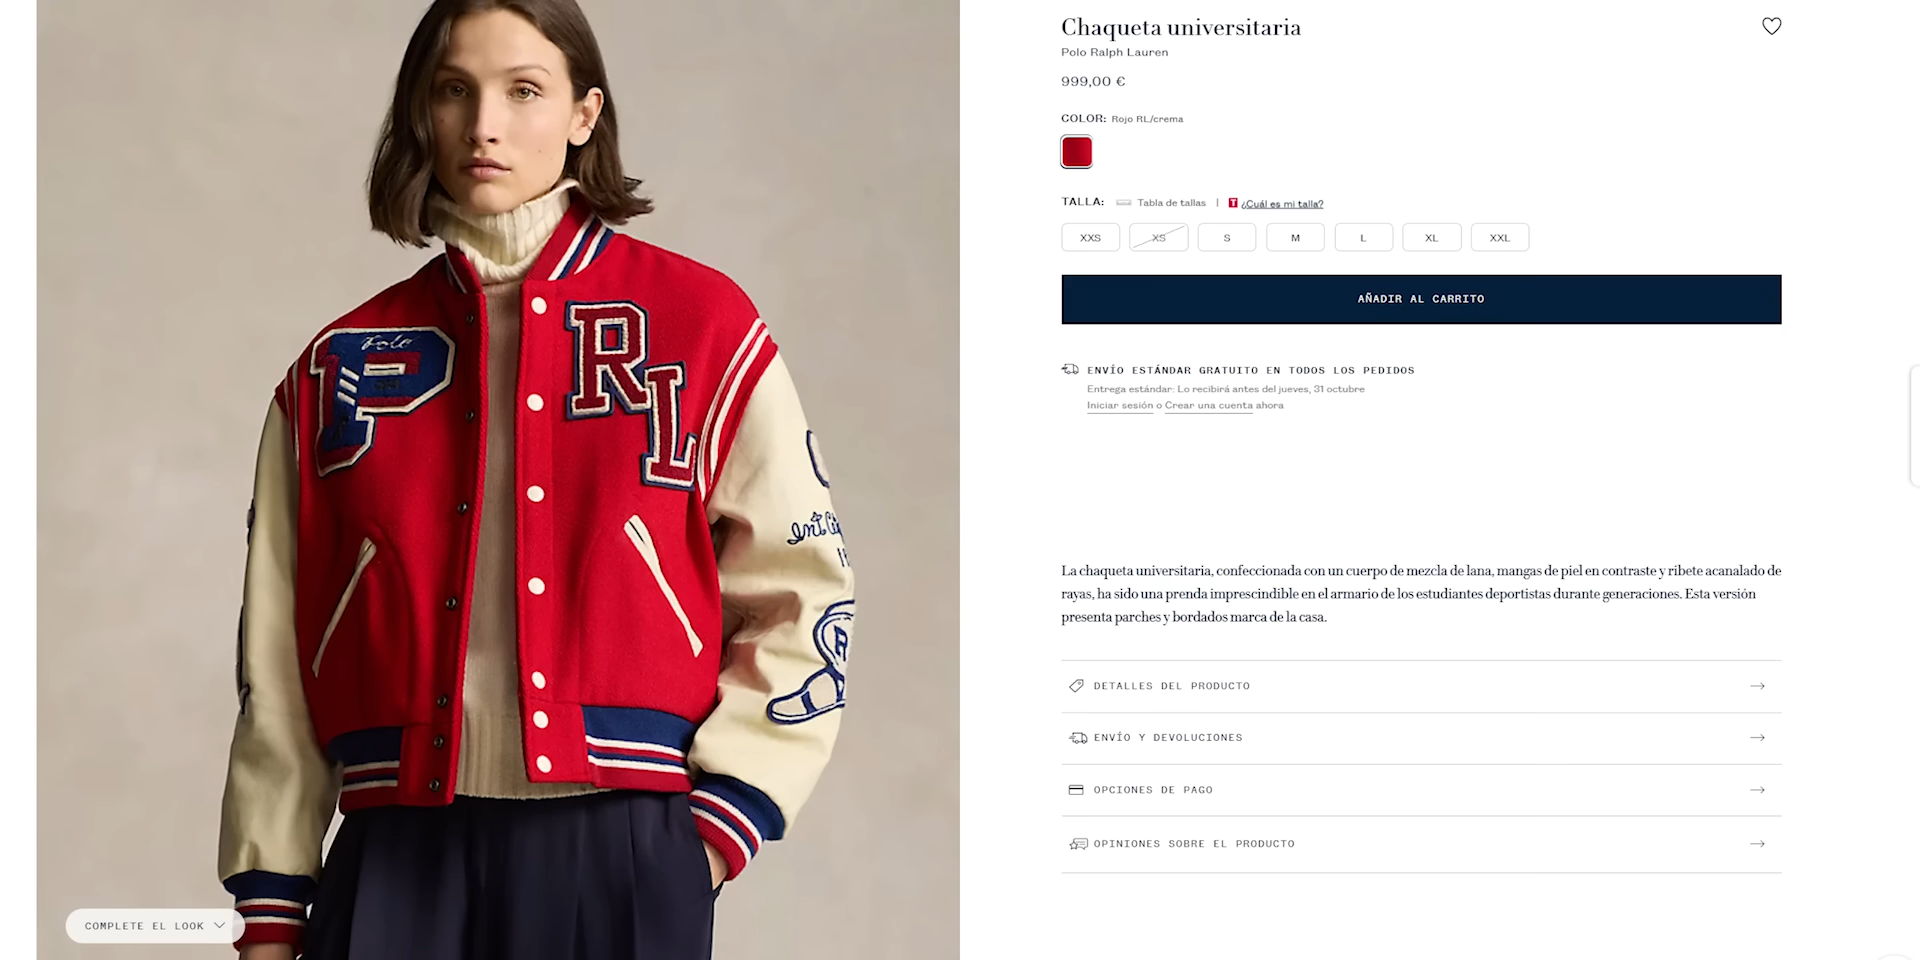 Chaqueta universitaria
Polo Ralph Lauren
999,00 €
COLOR: Rojo RL/crema
TALLA: Tabla de tallas | T ¿Cuál es mi talla?
XXS XS S M L XL XXL
AÑADIR AL CARRITO
ENVÍO ESTÁNDAR GRATUITO EN TODOS LOS PEDIDOS
Entrega estándar: Lo recibirá antes del jueves, 31 octubre
Iniciar sesión o Crear una cuenta ahora
La chaqueta universitaria, confeccionada con un cuerpo de mezcla de lana, mangas de piel en contraste y ribete acanalado de
rayas, ha sido una prenda imprescindible en el armario de los estudiantes deportistas durante generaciones. Esta versión
presenta parches y bordados marca de la casa.
DETALLES DEL PRODUCTO
ENVÍO Y DEVOLUCIONES
OPCIONES DE PAGO
OPINIONES SOBRE EL PRODUCTO
Polo
P
R
L
R
COMPLETE EL LOOK